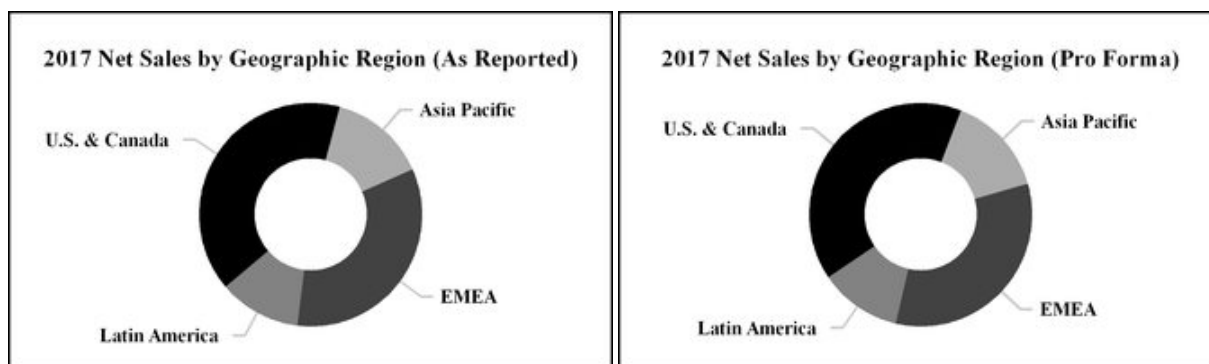 2017 Net Sales by Geographic Region (As Reported)
Asia Pacific
U.S. & Canada
EMEA
Latin America
2017 Net Sales by Geographic Region (Pro Forma)
Asia Pacific
U.S. & Canada
EMEA
Latin America